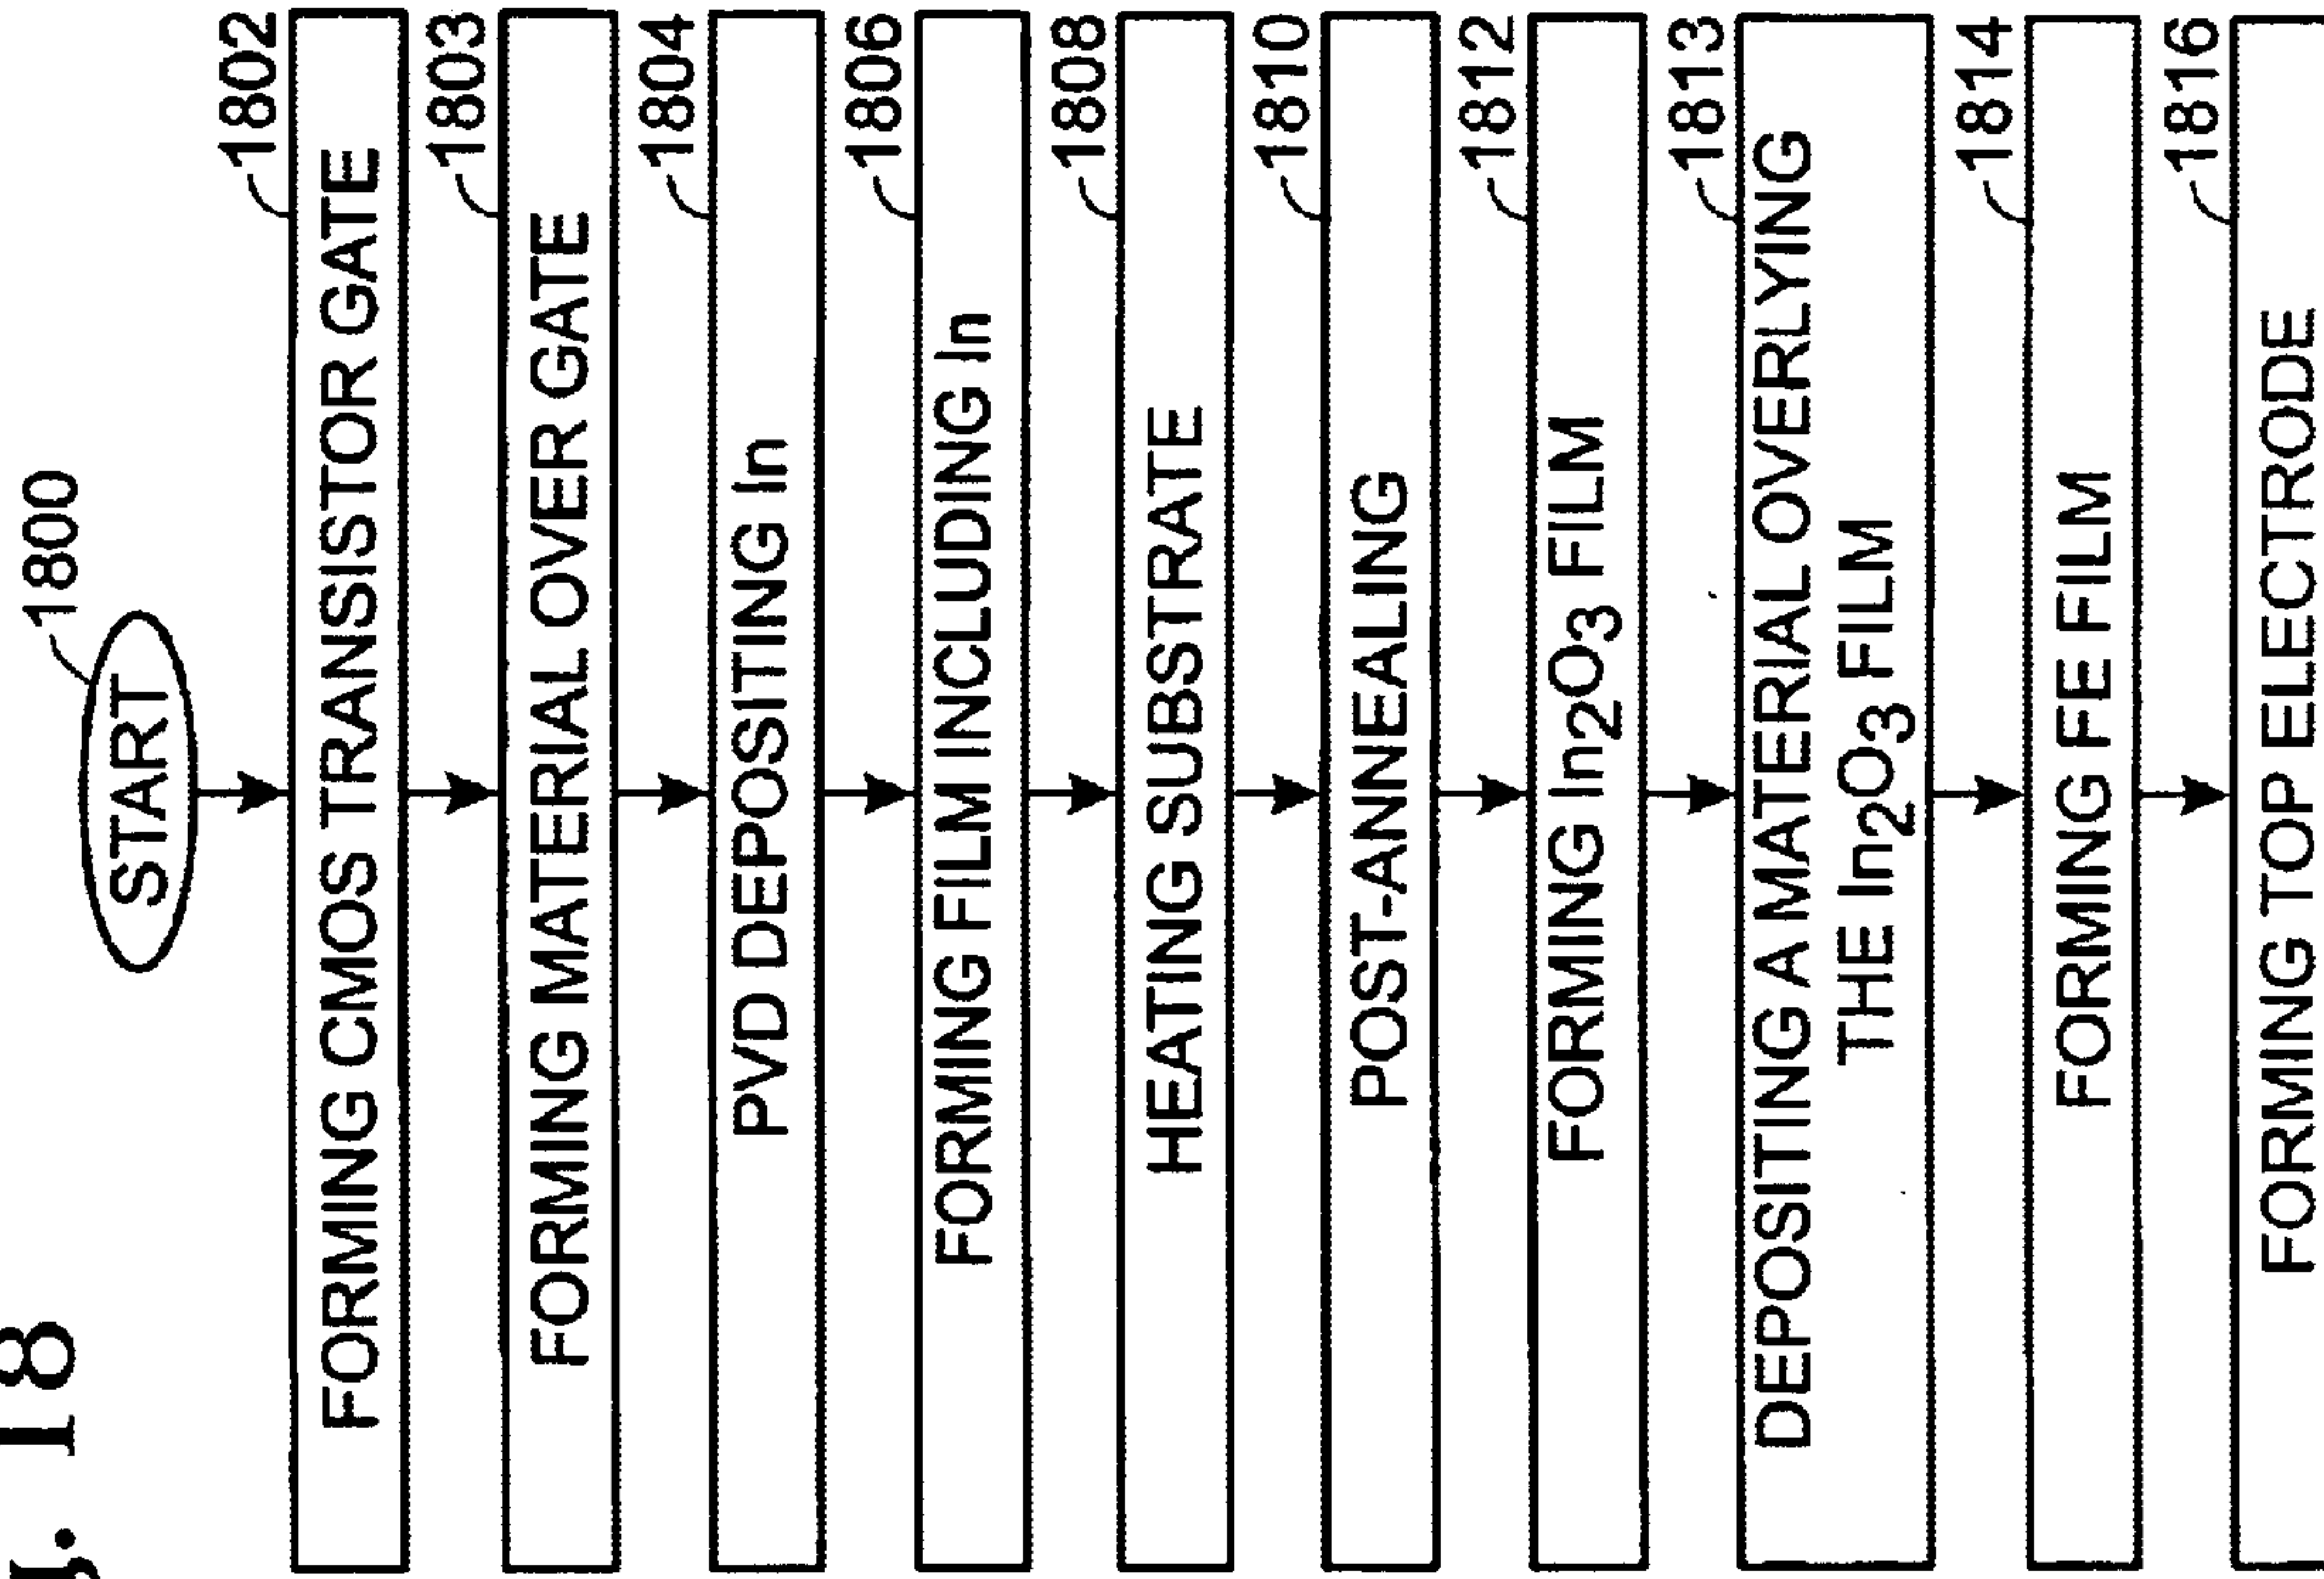 18
START
1800
1802
FORMING CMOS TRANSISTOR GATE
1803
FORMING MATERIAL OVER GATE
1804
PVD DEPOSITING In
1806
FORMING FILM INCLUDING In
1808
HEATING SUBSTRATE
1810
POST-ANNEALING
1812
FORMING In2O3 FILM
1813
DEPOSITING A MATERIAL OVERLYING
THE In2O3 FILM
1814
FORMING FE FILM
1816
FORMING TOP ELECTRODE